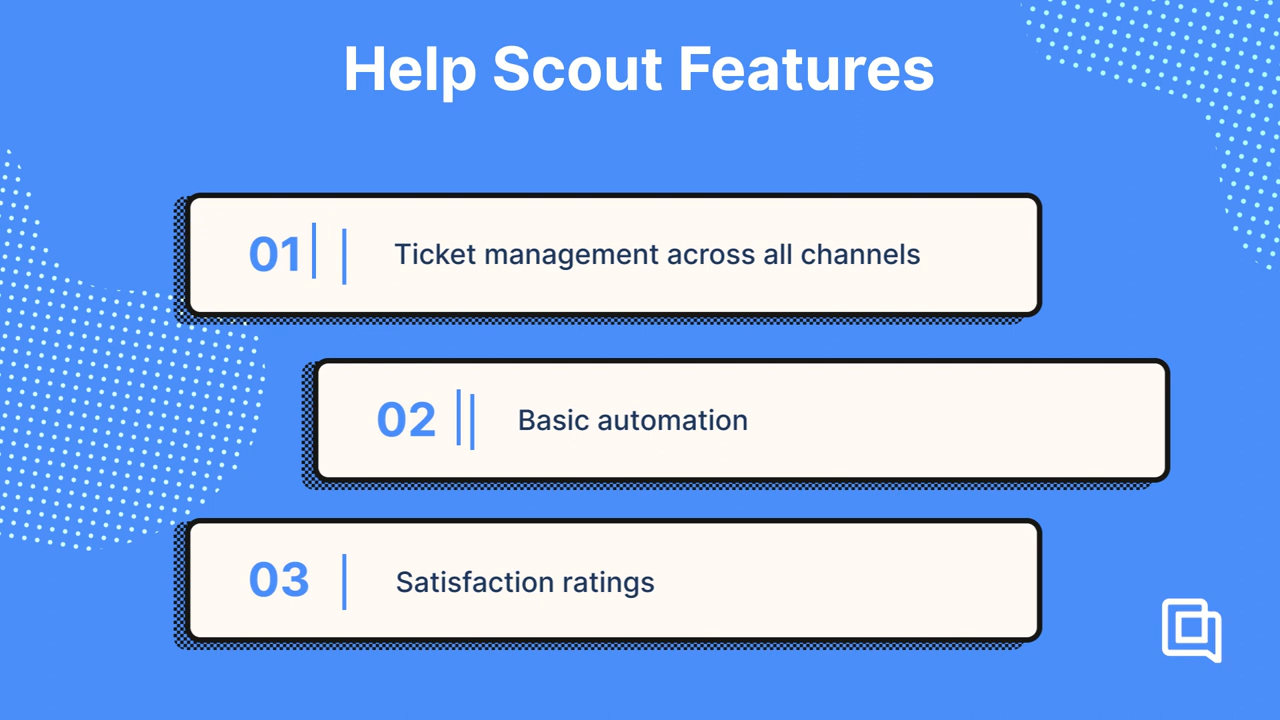 Help Scout Features
01 Ticket management across all channels
02 Basic automation
03 Satisfaction ratings